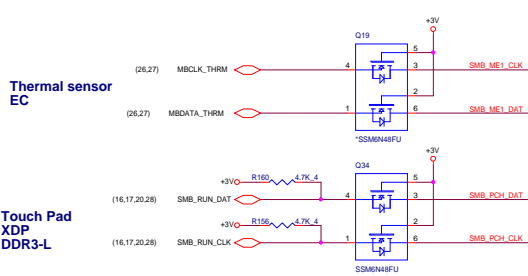 +3V
Q19
5
(26,27) MBCLK_THRM 4 3 SMB_ME1_CLK
Thermal sensor
EC
2
(26,27) MBDATA_THRM 1 6 SMB_ME1_DAT
*SSM6N48FU
+3V
Q34
+3V R160 4.7K_4 5
(16,17,20,28) SMB_RUN_DAT 4 3 SMB_PCH_DAT
Touch Pad
XDP
DDR3-L
+3V R156 4.7K_4 2
(16,17,20,28) SMB_RUN_CLK 1 6 SMB_PCH_CLK
SSM6N48FU